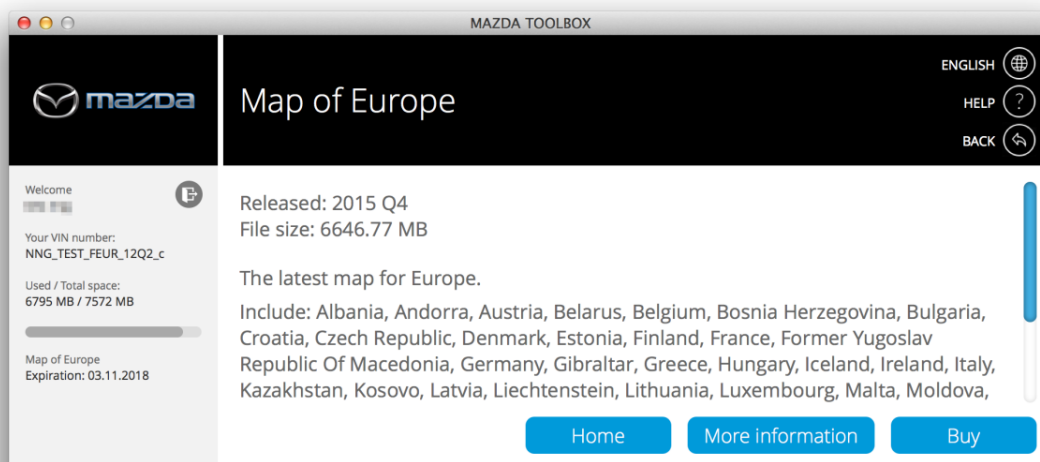 MAZDA TOOLBOX
mazda
Map of Europe
ENGLISH
HELP ?
BACK
Welcome
Your VIN number:
NNG_TEST_FEUR_12Q2_c
Used / Total space:
6795 MB / 7572 MB
Map of Europe
Expiration: 03.11.2018
Released: 2015 Q4
File size: 6646.77 MB
The latest map for Europe.
Include: Albania, Andorra, Austria, Belarus, Belgium, Bosnia Herzegovina, Bulgaria,
Croatia, Czech Republic, Denmark, Estonia, Finland, France, Former Yugoslav
Republic Of Macedonia, Germany, Gibraltar, Greece, Hungary, Iceland, Ireland, Italy,
Kazakhstan, Kosovo, Latvia, Liechtenstein, Lithuania, Luxembourg, Malta, Moldova,
Home
More information
Buy